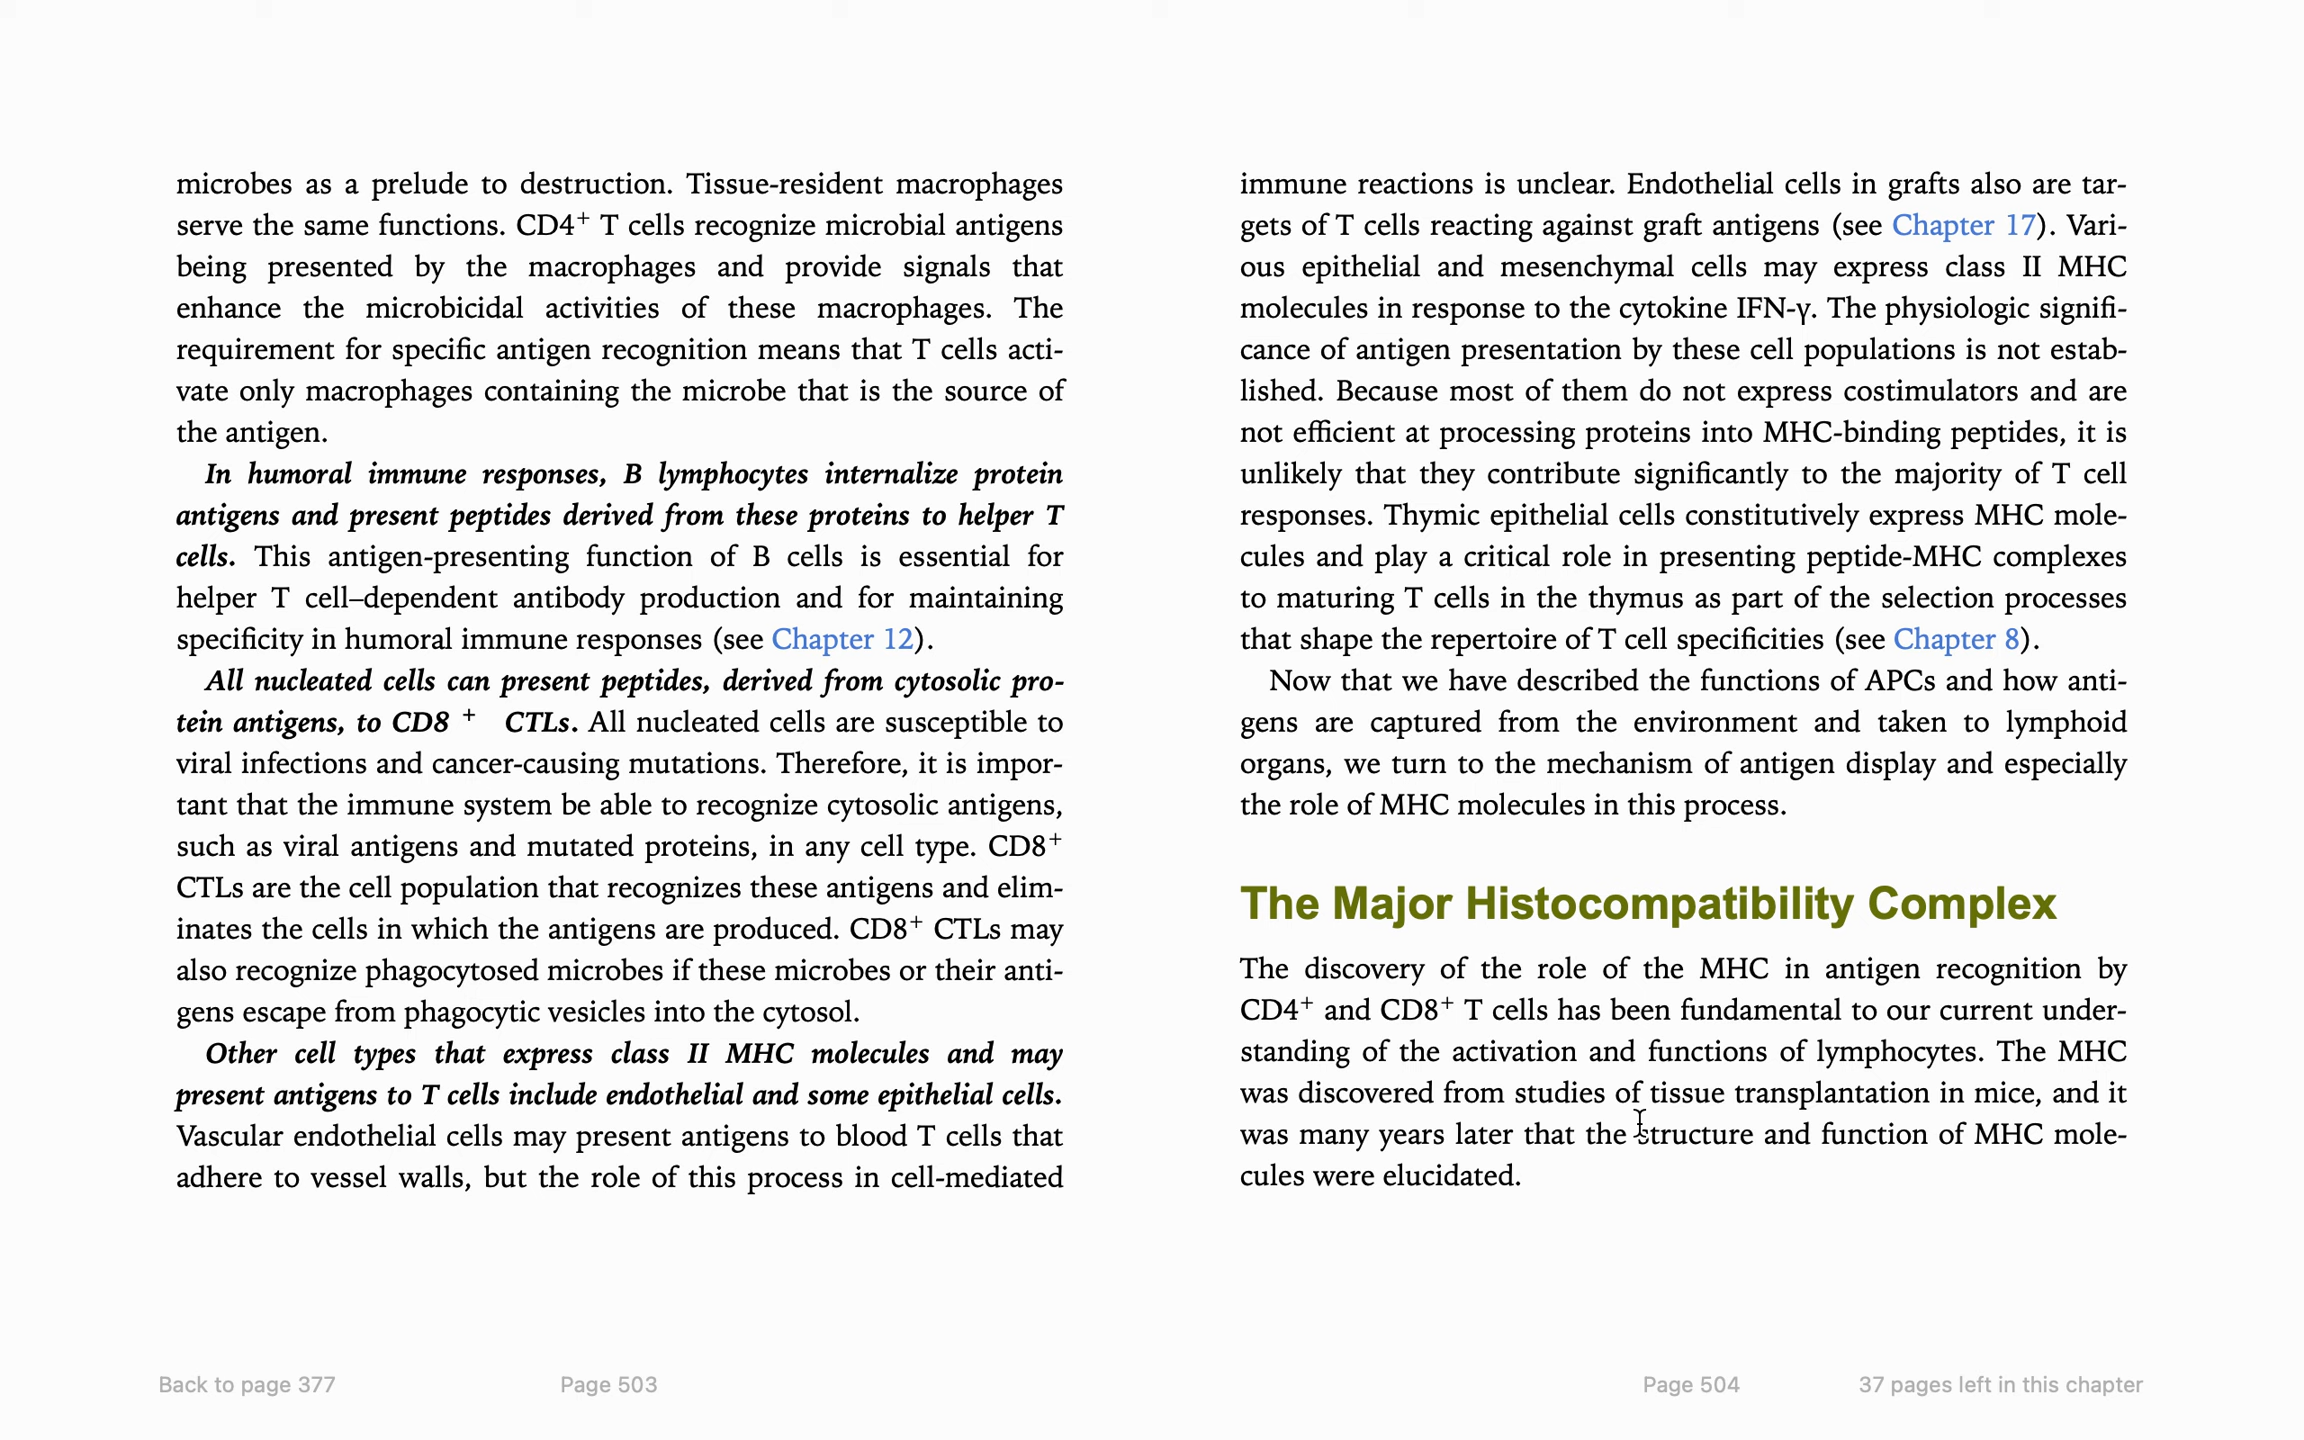 microbes as a prelude to destruction. Tissue-resident macrophages
serve the same functions. CD4⁺ T cells recognize microbial antigens
being presented by the macrophages and provide signals that
enhance the microbicidal activities of these macrophages. The
requirement for specific antigen recognition means that T cells acti-
vate only macrophages containing the microbe that is the source of
the antigen.
In humoral immune responses, B lymphocytes internalize protein
antigens and present peptides derived from these proteins to helper T
cells. This antigen-presenting function of B cells is essential for
helper T cell–dependent antibody production and for maintaining
specificity in humoral immune responses (see Chapter 12).
All nucleated cells can present peptides, derived from cytosolic pro-
tein antigens, to CD8 ⁺ CTLs. All nucleated cells are susceptible to
viral infections and cancer-causing mutations. Therefore, it is impor-
tant that the immune system be able to recognize cytosolic antigens,
such as viral antigens and mutated proteins, in any cell type. CD8⁺
CTLs are the cell population that recognizes these antigens and elim-
inates the cells in which the antigens are produced. CD8⁺ CTLs may
also recognize phagocytosed microbes if these microbes or their anti-
gens escape from phagocytic vesicles into the cytosol.
Other cell types that express class II MHC molecules and may
present antigens to T cells include endothelial and some epithelial cells.
Vascular endothelial cells may present antigens to blood T cells that
adhere to vessel walls, but the role of this process in cell-mediated
immune reactions is unclear. Endothelial cells in grafts also are tar-
gets of T cells reacting against graft antigens (see Chapter 17). Vari-
ous epithelial and mesenchymal cells may express class II MHC
molecules in response to the cytokine IFN-γ. The physiologic signifi-
cance of antigen presentation by these cell populations is not estab-
lished. Because most of them do not express costimulators and are
not efficient at processing proteins into MHC-binding peptides, it is
unlikely that they contribute significantly to the majority of T cell
responses. Thymic epithelial cells constitutively express MHC mole-
cules and play a critical role in presenting peptide-MHC complexes
to maturing T cells in the thymus as part of the selection processes
that shape the repertoire of T cell specificities (see Chapter 8).
Now that we have described the functions of APCs and how anti-
gens are captured from the environment and taken to lymphoid
organs, we turn to the mechanism of antigen display and especially
the role of MHC molecules in this process.
The Major Histocompatibility Complex
The discovery of the role of the MHC in antigen recognition by
CD4⁺ and CD8⁺ T cells has been fundamental to our current under-
standing of the activation and functions of lymphocytes. The MHC
was discovered from studies of tissue transplantation in mice, and it
was many years later that the structure and function of MHC mole-
cules were elucidated.
Back to page 377
Page 503
Page 504
37 pages left in this chapter